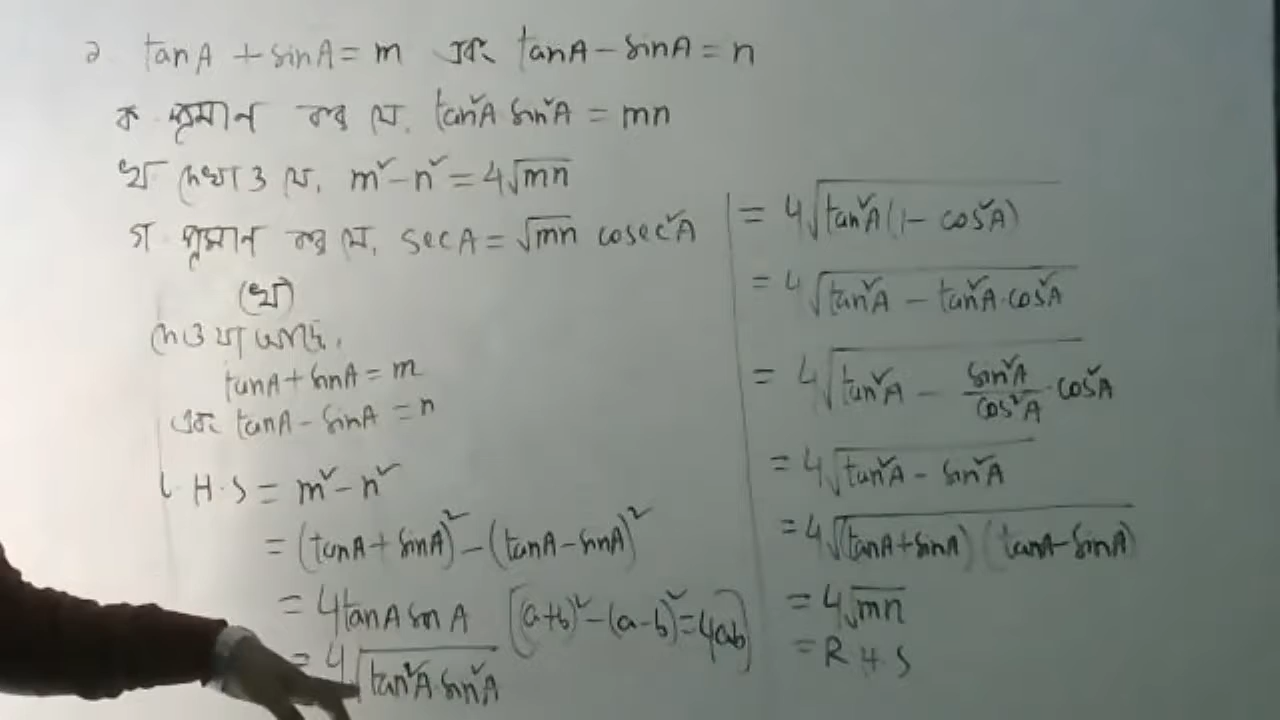 ২ tanA + sinA = m এবং tanA − sinA = n
ক. প্রমান কর যে, tan²A sin²A = mn
খ. দেখাও যে, m² − n² = 4√mn
গ. প্রমান কর যে, sec A = √mn cosec²A
(খ)
দেওয়া আছে,
tanA + sinA = m
এবং tanA − sinA = n
L.H.S = m² − n²
= (tanA + sinA)² − (tanA − sinA)²
= 4tanA sinA [(a+b)² − (a−b)² = 4ab]
= 4√tan²A.sin²A
= 4√tan²A(1 − cos²A)
= 4√tan²A − tan²A.cos²A
= 4√tan²A − sin²A/cos²A . cos²A
= 4√tan²A − sin²A
= 4√(tanA + sinA) (tanA − sinA)
= 4√mn
= R H S